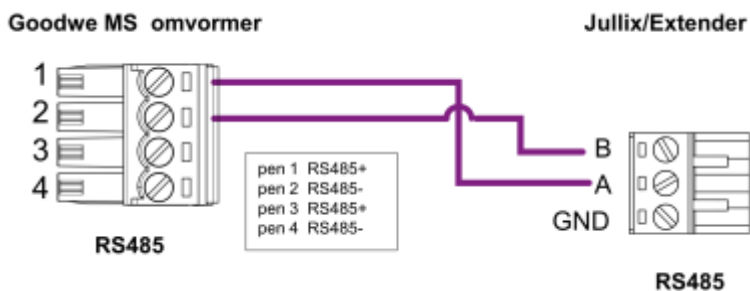 Goodwe MS omvormer
Jullix/Extender
1
2
3
4
pen 1 RS485+
pen 2 RS485-
pen 3 RS485+
pen 4 RS485-
RS485
B
A
GND
RS485